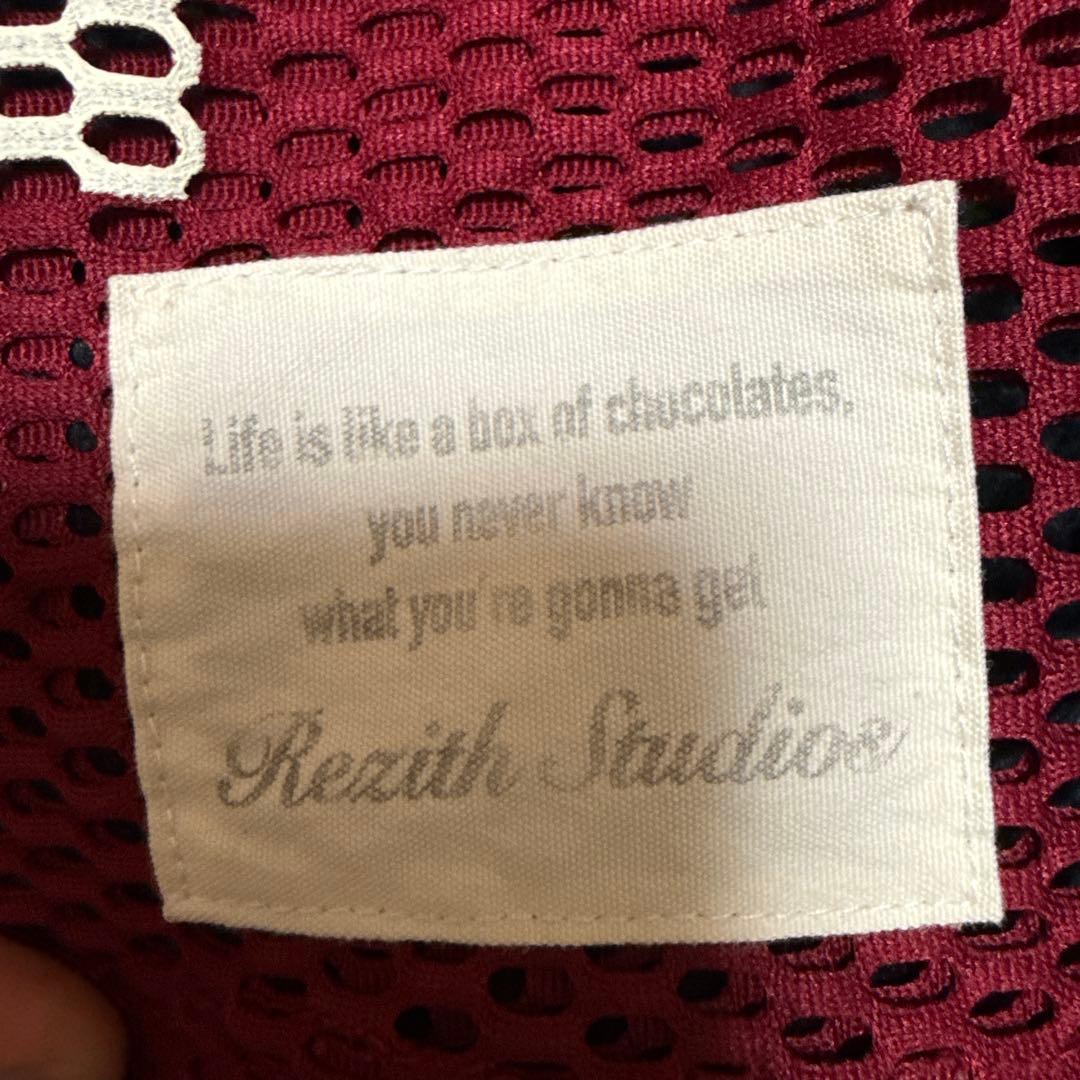 Life is like a box of chocolates,
you never know
what you're gonna get
Rezith Studios